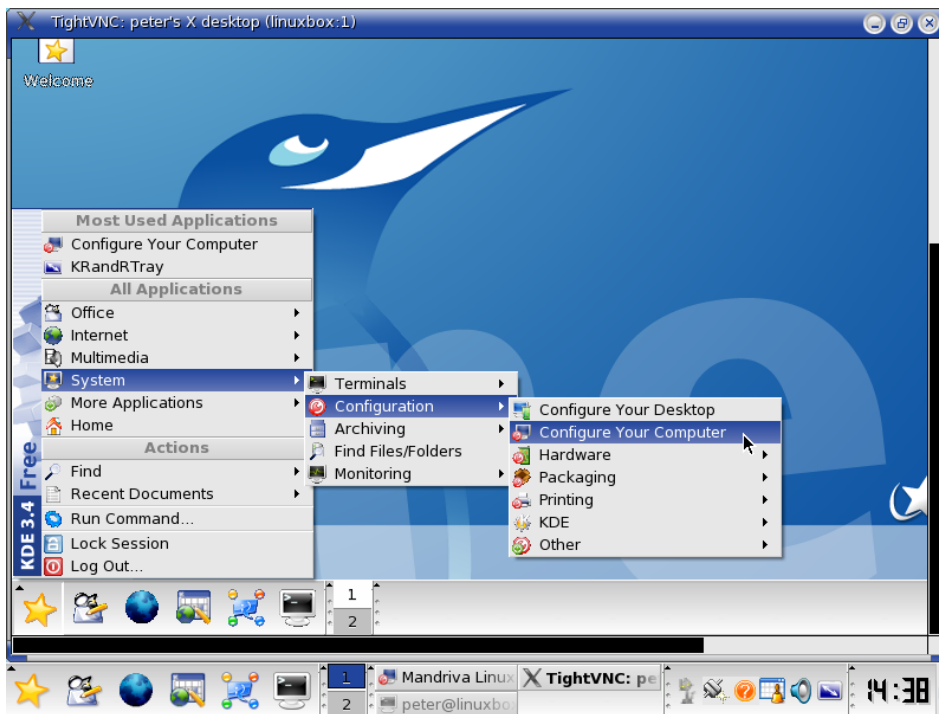 TightVNC: peter's X desktop (linuxbox:1)
Welcome
Most Used Applications
Configure Your Computer
KRandRTray
All Applications
Office
Internet
Multimedia
System
More Applications
Home
Actions
Find
Recent Documents
Run Command...
Lock Session
Log Out...
KDE 3.4 Free
Terminals
Configuration
Archiving
Find Files/Folders
Monitoring
Configure Your Desktop
Configure Your Computer
Hardware
Packaging
Printing
KDE
Other
1
2
1
2
Mandriva Linux
peter@linuxbo
TightVNC: pe
14:38